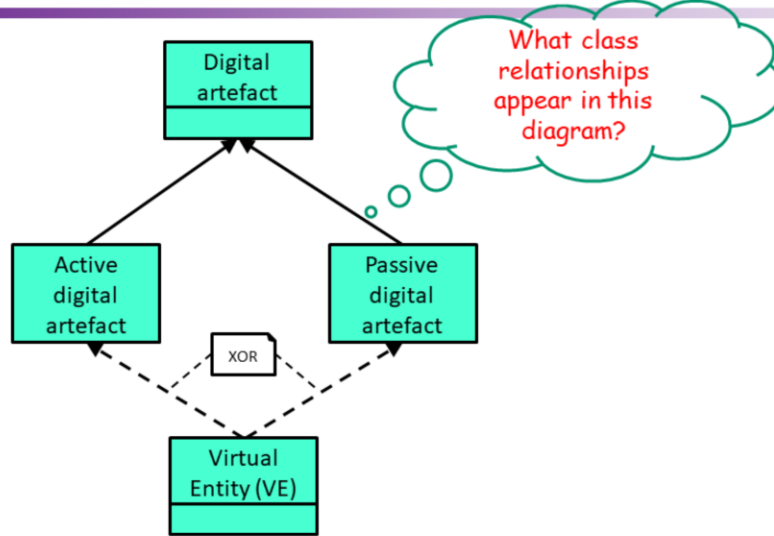 Digital
artefact
What class
relationships
appear in this
diagram?
Active
digital
artefact
Passive
digital
artefact
XOR
Virtual
Entity (VE)